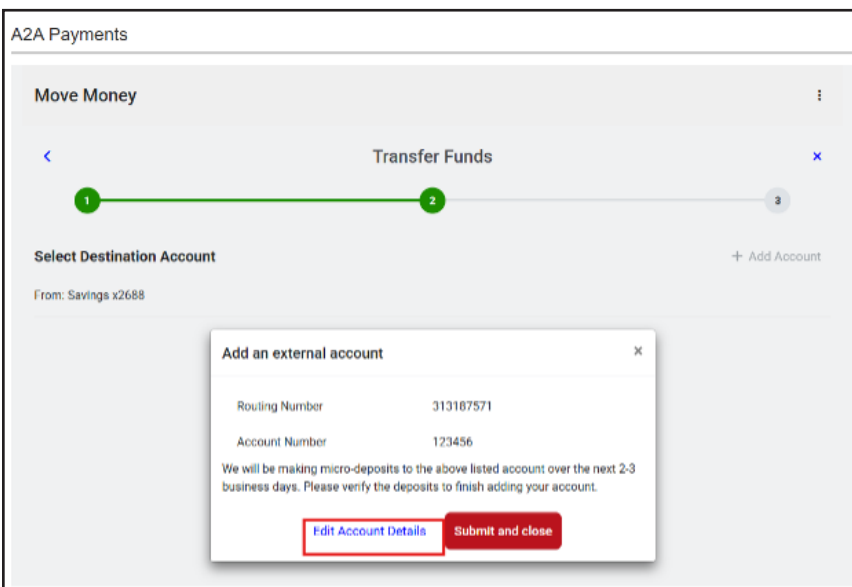 A2A Payments
Move Money
Transfer Funds
1
2
3
Select Destination Account
+ Add Account
From: Savings x2688
Add an external account
Routing Number 313187571
Account Number 123456
We will be making micro-deposits to the above listed account over the next 2-3
business days. Please verify the deposits to finish adding your account.
Edit Account Details Submit and close